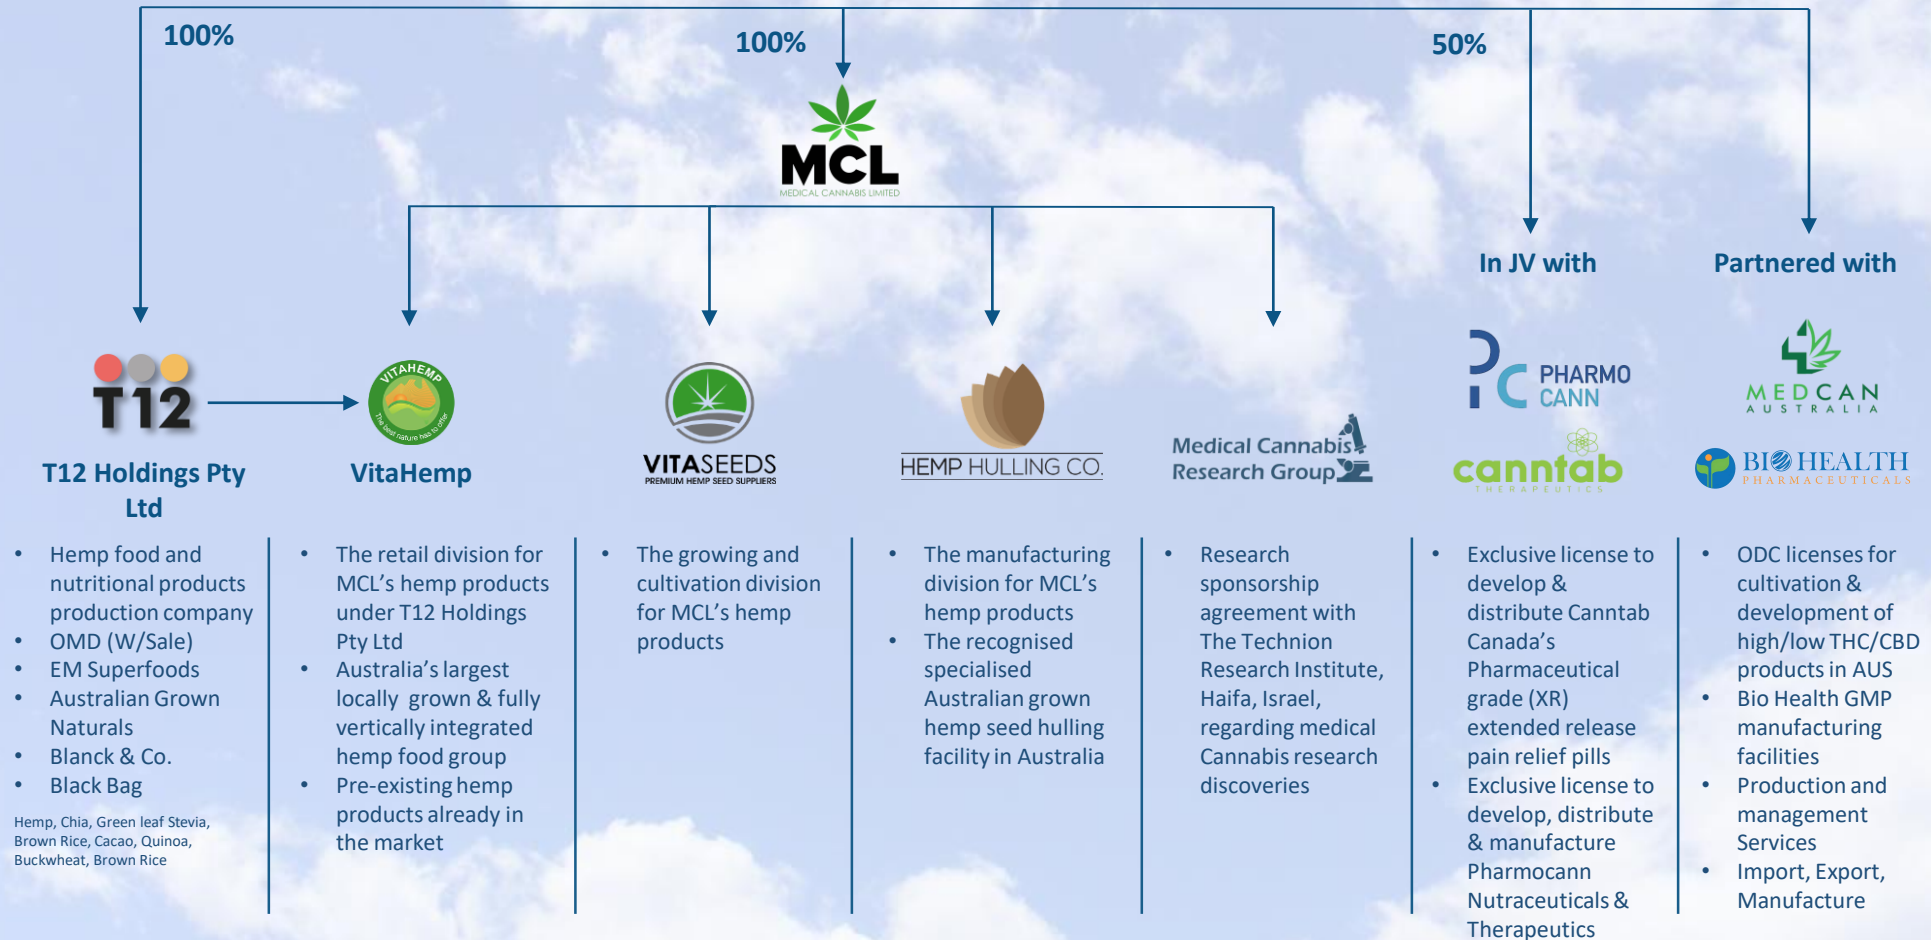 100%
100%
50%
MCL
MEDICAL CANNABIS LIMITED
In JV with
Partnered with
T12
T12 Holdings Pty
Ltd
VITAHEMP
The best nature has to offer
VitaHemp
VITASEEDS
PREMIUM HEMP SEED SUPPLIERS
HEMP HULLING CO.
Medical Cannabis
Research Group
PC PHARMO
CANN
canntab
THERAPEUTICS
MEDCAN
AUSTRALIA
BIO HEALTH
PHARMACEUTICALS
• Hemp food and
nutritional products
production company
• OMD (W/Sale)
• EM Superfoods
• Australian Grown
Naturals
• Blanck & Co.
• Black Bag
Hemp, Chia, Green leaf Stevia,
Brown Rice, Cacao, Quinoa,
Buckwheat, Brown Rice
• The retail division for
MCL’s hemp products
under T12 Holdings
Pty Ltd
• Australia’s largest
locally grown & fully
vertically integrated
hemp food group
• Pre-existing hemp
products already in
the market
• The growing and
cultivation division
for MCL’s hemp
products
• The manufacturing
division for MCL’s
hemp products
• The recognised
specialised
Australian grown
hemp seed hulling
facility in Australia
• Research
sponsorship
agreement with
The Technion
Research Institute,
Haifa, Israel,
regarding medical
Cannabis research
discoveries
• Exclusive license to
develop &
distribute Canntab
Canada’s
Pharmaceutical
grade (XR)
extended release
pain relief pills
• Exclusive license to
develop, distribute
& manufacture
Pharmocann
Nutraceuticals &
Therapeutics
• ODC licenses for
cultivation &
development of
high/low THC/CBD
products in AUS
• Bio Health GMP
manufacturing
facilities
• Production and
management
Services
• Import, Export,
Manufacture